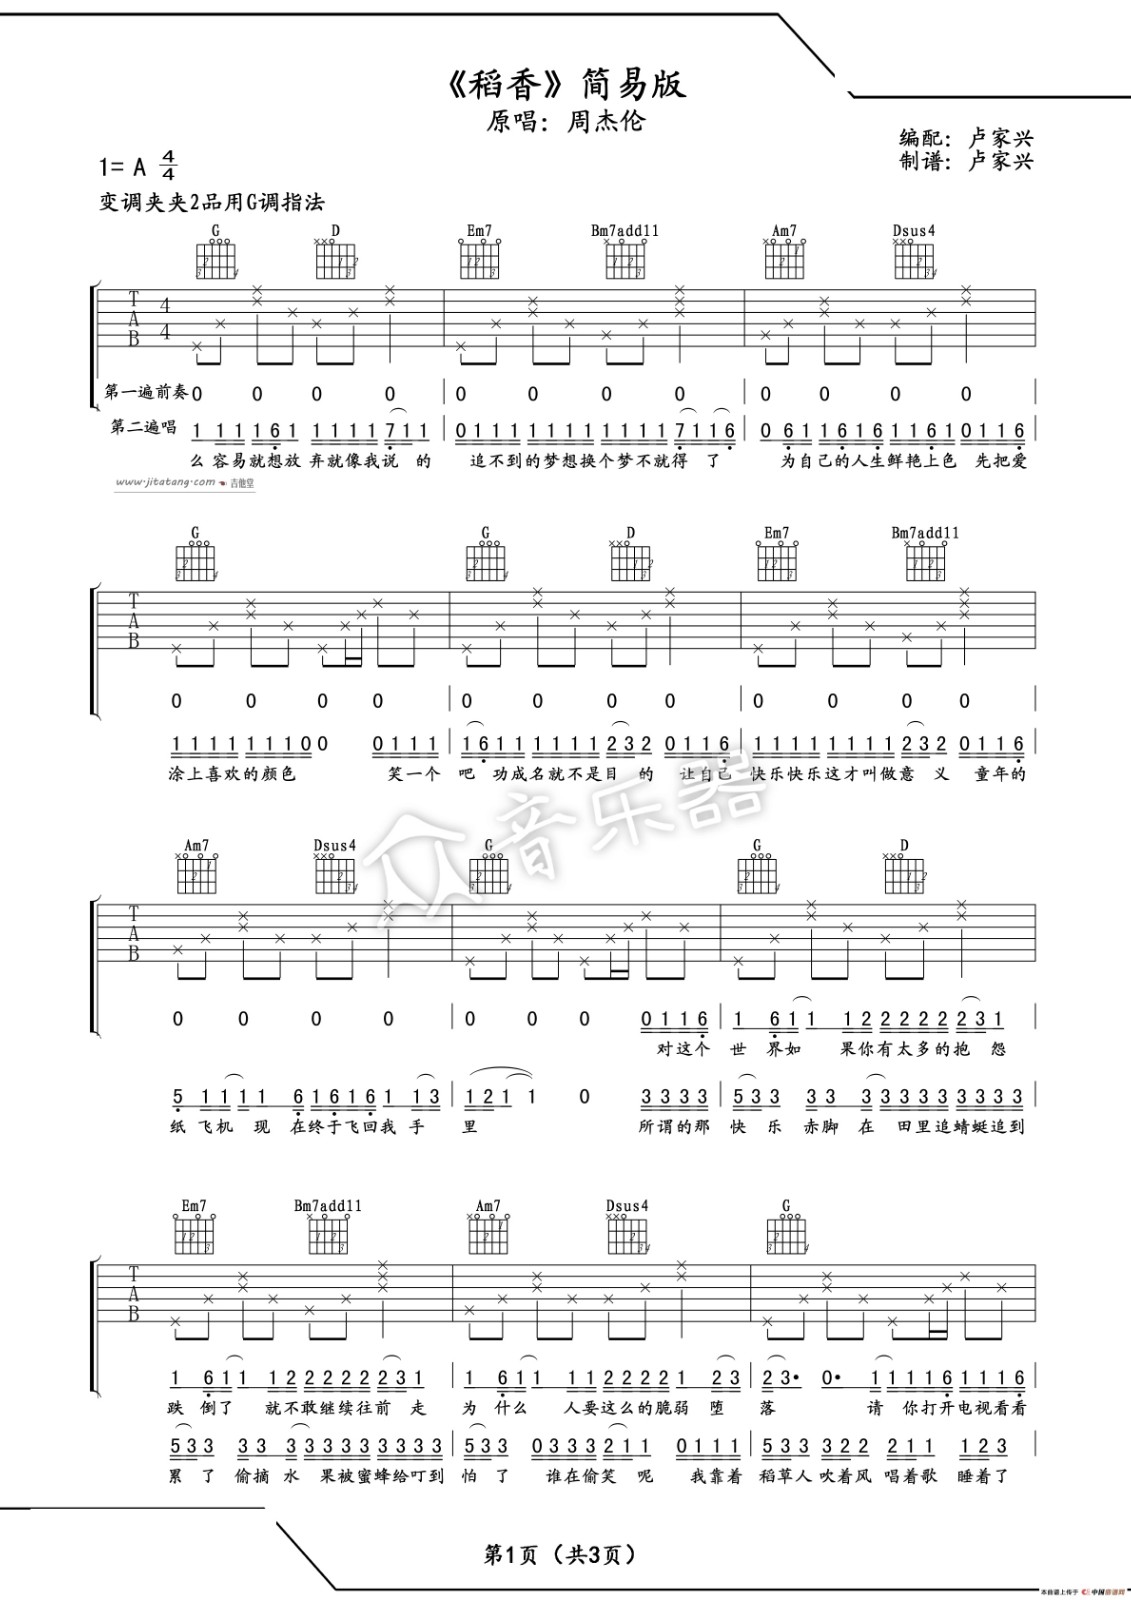 《稻香》简易版
原唱：周杰伦
编配：卢家兴
制谱：卢家兴
1= A 4/4
变调夹夹2品用G调指法
G D Em7 Bm7add11 Am7 Dsus4
T A B 4/4
第一遍前奏 0 0 0 0 | 0 0 0 0 | 0 0 0 0 |
第二遍唱 1 1 1 1 6 1 1 1 1 1 7 1 1 | 0 1 1 1 1 1 1 1 1 1 1 1 7 1 1 6 | 0 6 1 1 1 6 1 6 1 1 1 6 0 1 1 6 |
么容易就想放 弃就像我说的 追不到的梦想换个梦不就得了 为自己的人生鲜艳上色 先把爱
www.jitatang.com 吉他堂
G G D Em7 Bm7add11
T A B
0 0 0 0 | 0 0 0 0 | 0 0 0 0 |
1 1 1 1 1 1 1 0 0 0 1 1 1 | 1 6 1 1 1 1 1 1 2 3 2 0 1 1 6 | 1 1 1 1 1 1 1 1 2 3 2 0 1 1 6 |
涂上喜欢的颜色 笑一个 吧 功成名就不是目的 让自己 快乐快乐这才叫做意义 童年的
众音乐器
Am7 Dsus4 G G D
T A B
0 0 0 0 | 0 0 0 0 1 1 6 | 1 6 1 1 1 2 2 2 2 2 2 3 1
对这个 世 界如 果你有太多的抱 怨
5 1 1 1 1 6 1 6 1 6 1 1 3 | 1 2 1 1 0 3 3 3 3 | 5 3 3 3 3 3 3 3 3 3 3 3 3
纸 飞机 现 在终于飞回我手 里 所谓的那 快乐 赤脚 在 田里追蜻蜓追到
Em7 Bm7add11 Am7 Dsus4 G
T A B
1 6 1 1 1 2 2 2 2 2 2 3 1 | 1 6 1 1 1 1 2 2 2 2 2 3 | 2 3· 0· 1 1 1 1 6 1 1 1 6
跌 倒了 就不敢继续往前 走 为 什么 人要这么的脆弱 堕 落 请 你打开电视看看
5 3 3 3 3 3 3 3 3 3 3 3 3 | 5 3 3 0 3 3 3 2 1 1 0 1 1 1 | 5 3 3 3 2 2 2 2 1 1 1 2 3
累了 偷摘 水 果被蜜蜂给叮到 怕了 谁在偷笑 呢 我靠着 稻草人 吹着风 唱着歌 睡着了
第1页（共3页）
本曲谱上传于 中国曲谱网